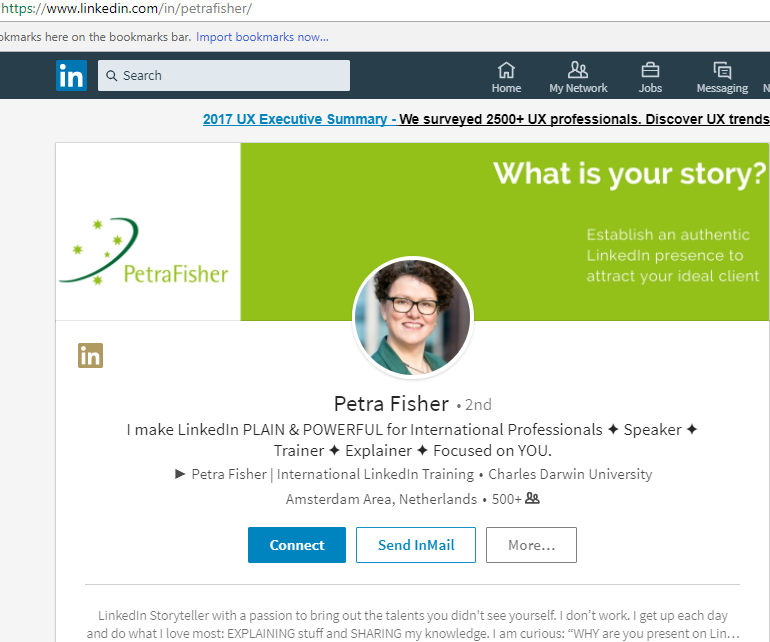 https://www.linkedin.com/in/petrafisher/
okmarks here on the bookmarks bar. Import bookmarks now...
in Search Home My Network Jobs Messaging N
2017 UX Executive Summary - We surveyed 2500+ UX professionals. Discover UX trends
What is your story?
Establish an authentic
LinkedIn presence to
attract your ideal client
PetraFisher
in
Petra Fisher • 2nd
I make LinkedIn PLAIN & POWERFUL for International Professionals ✦ Speaker ✦
Trainer ✦ Explainer ✦ Focused on YOU.
► Petra Fisher | International LinkedIn Training • Charles Darwin University
Amsterdam Area, Netherlands • 500+
Connect Send InMail More...
LinkedIn Storyteller with a passion to bring out the talents you didn't see yourself. I don't work. I get up each day
and do what I love most: EXPLAINING stuff and SHARING my knowledge. I am curious: “WHY are you present on Lin...